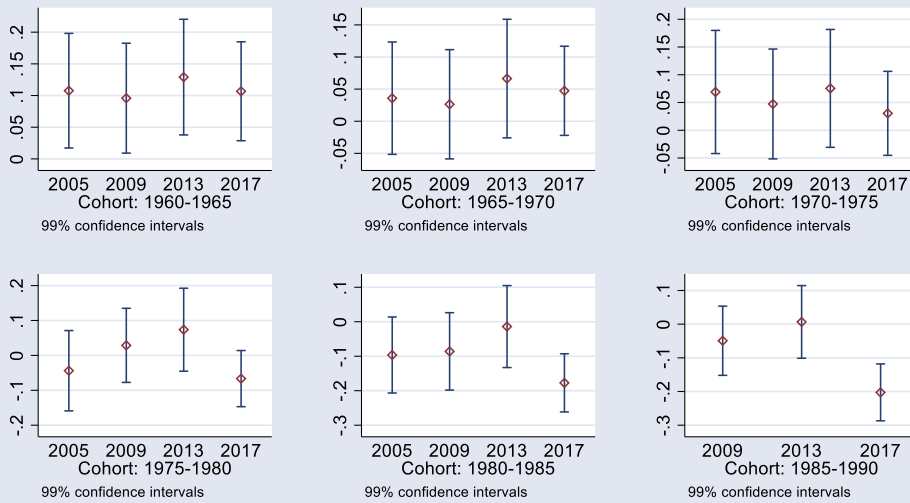 .2
.15
.1
.05
0
2005 2009 2013 2017
Cohort: 1960-1965
99% confidence intervals
.15
.1
.05
0
-.05
2005 2009 2013 2017
Cohort: 1965-1970
99% confidence intervals
.2
.15
.1
.05
0
-.05
2005 2009 2013 2017
Cohort: 1970-1975
99% confidence intervals
.2
.1
0
-.1
-.2
2005 2009 2013 2017
Cohort: 1975-1980
99% confidence intervals
.1
0
-.1
-.2
-.3
2005 2009 2013 2017
Cohort: 1980-1985
99% confidence intervals
.1
0
-.1
-.2
-.3
2009 2013 2017
Cohort: 1985-1990
99% confidence intervals